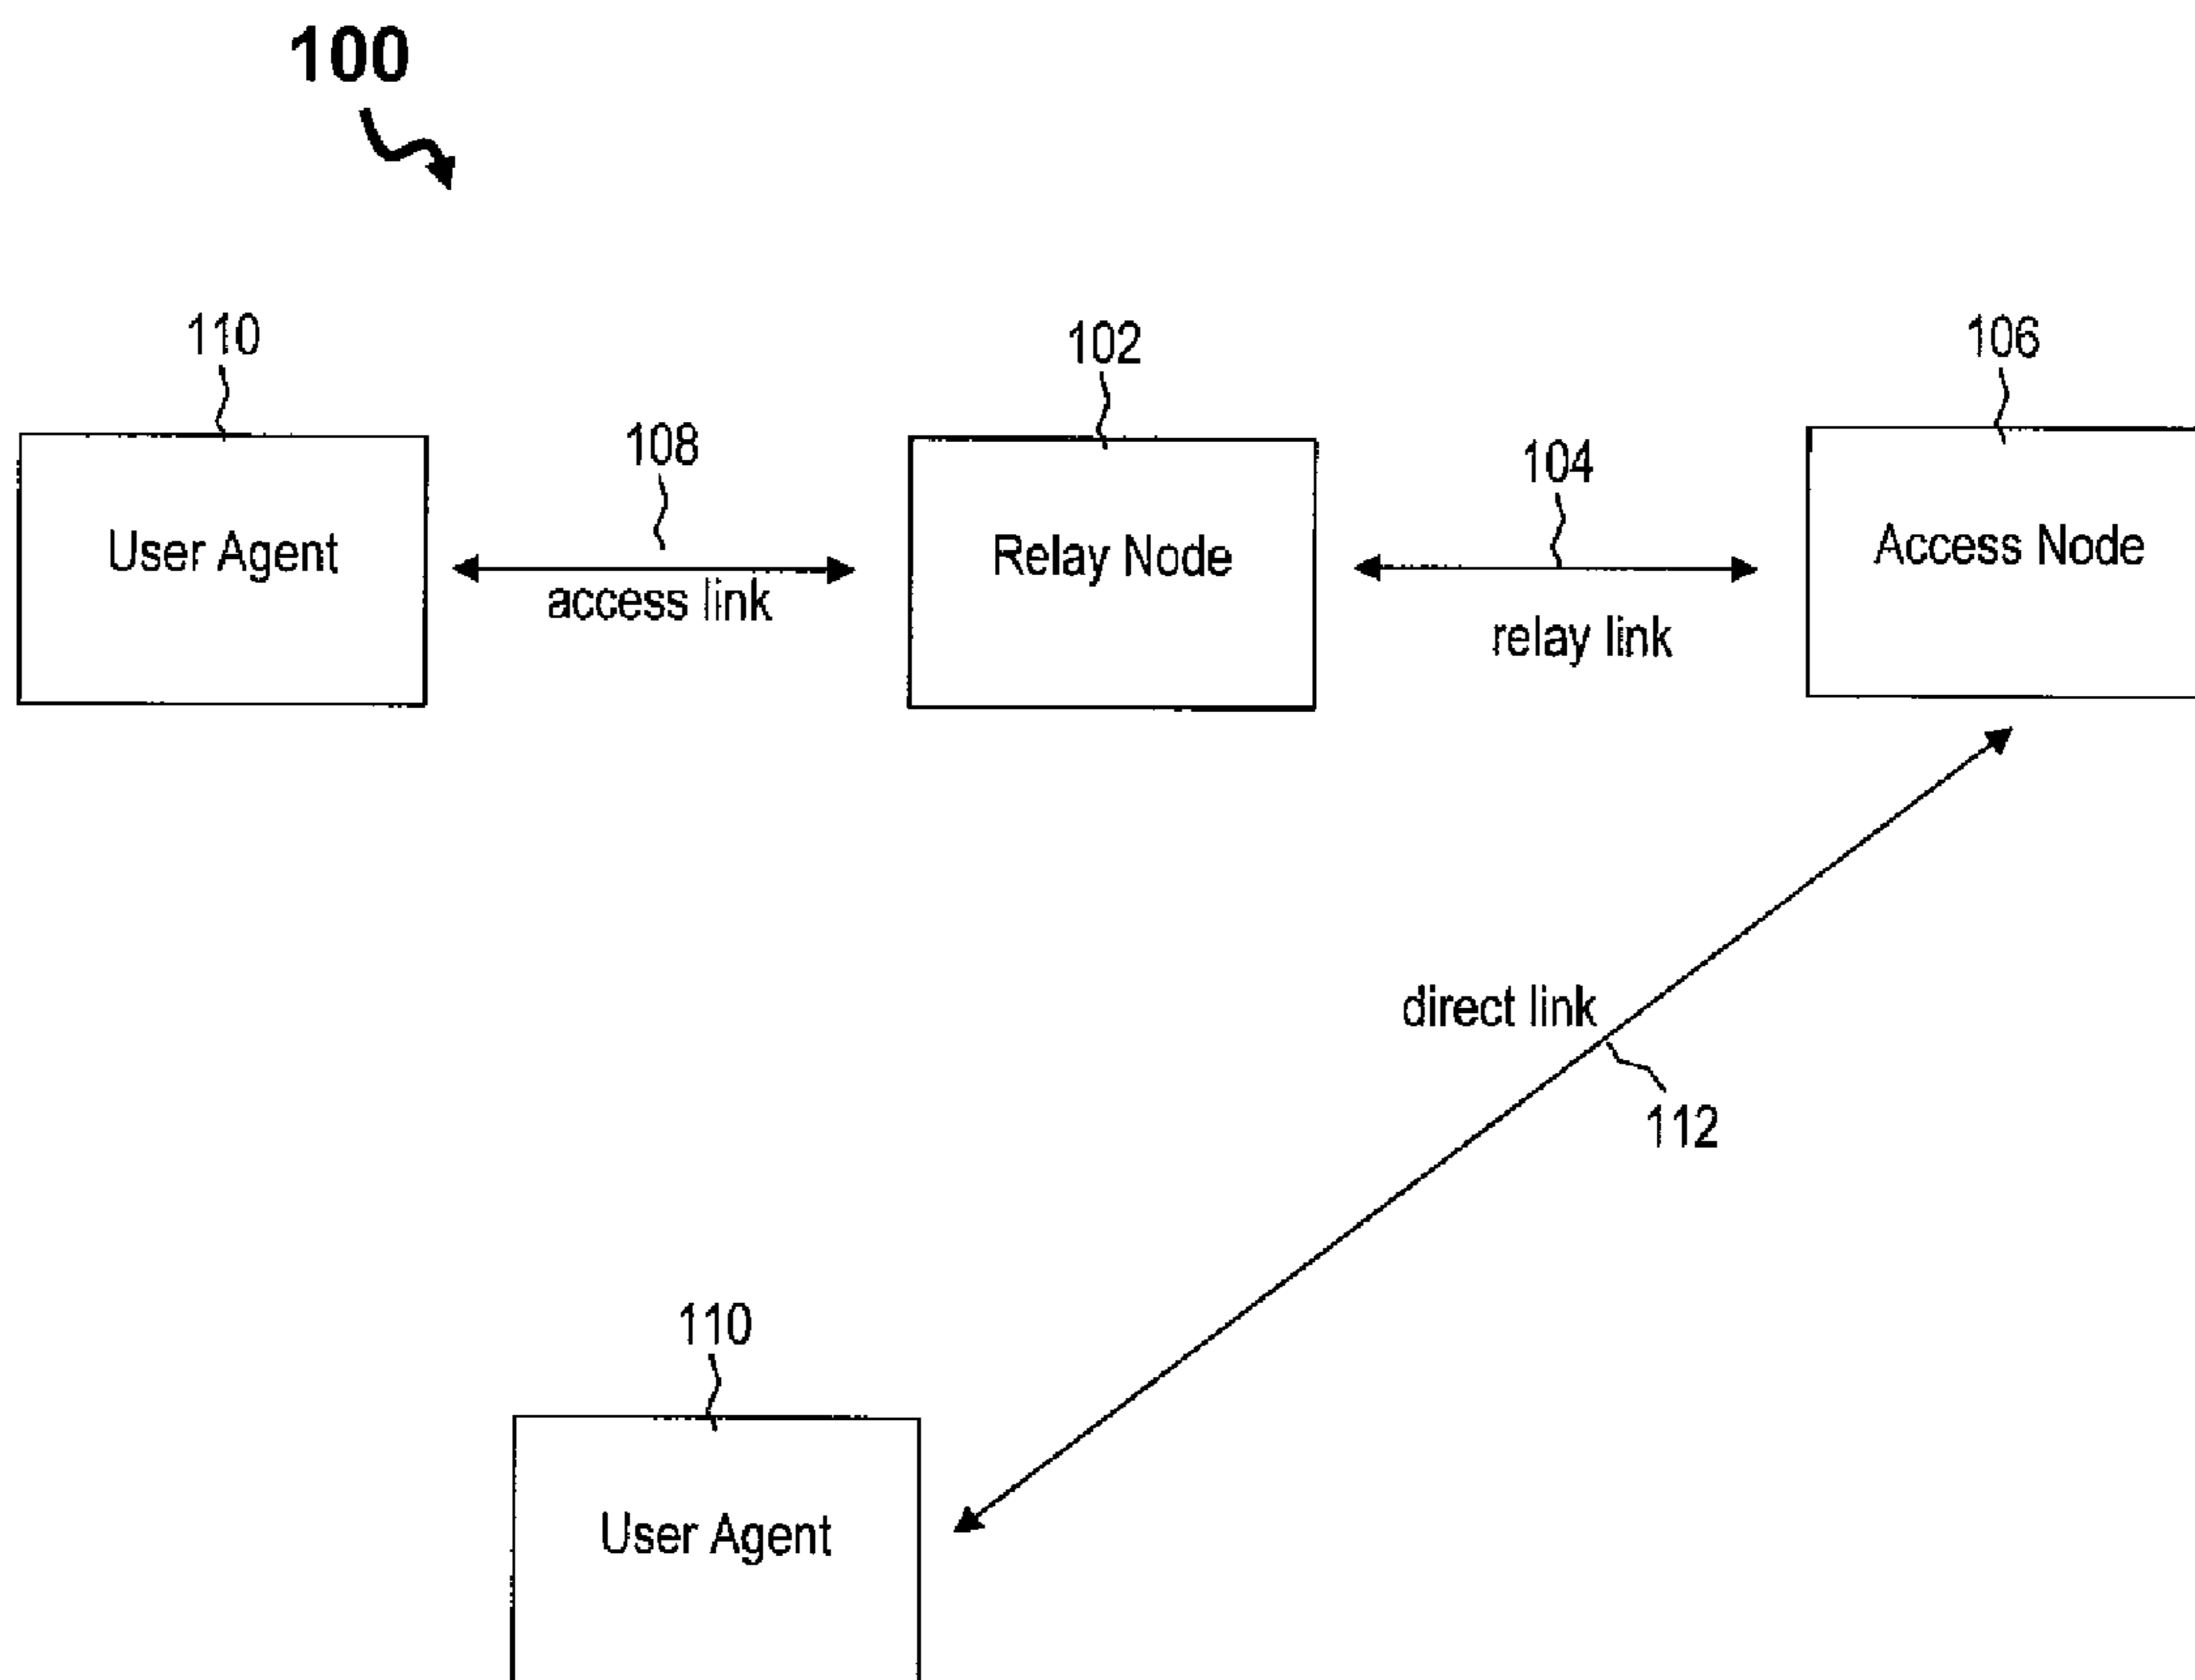 100
110
102
106
108
104
User Agent
Relay Node
Access Node
access link
relay link
direct link
112
110
User Agent